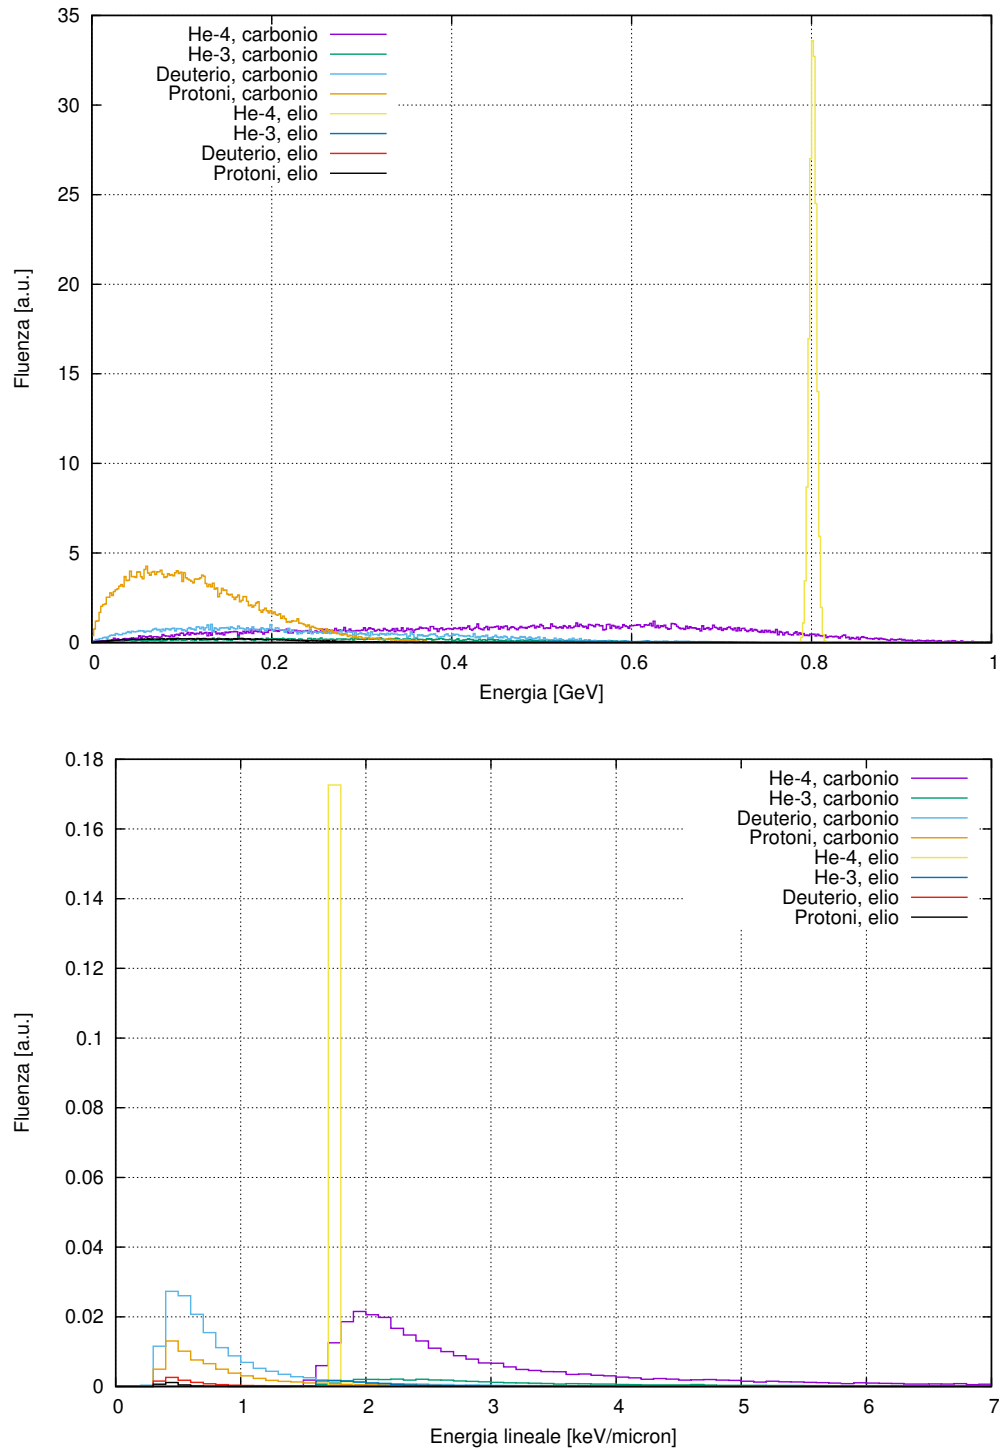 35
30
25
20
15
10
5
0
Fluenza [a.u.]
He-4, carbonio
He-3, carbonio
Deuterio, carbonio
Protoni, carbonio
He-4, elio
He-3, elio
Deuterio, elio
Protoni, elio
0 0.2 0.4 0.6 0.8 1
Energia [GeV]
0.18
0.16
0.14
0.12
0.1
0.08
0.06
0.04
0.02
0
Fluenza [a.u.]
He-4, carbonio
He-3, carbonio
Deuterio, carbonio
Protoni, carbonio
He-4, elio
He-3, elio
Deuterio, elio
Protoni, elio
0 1 2 3 4 5 6 7
Energia lineale [keV/micron]